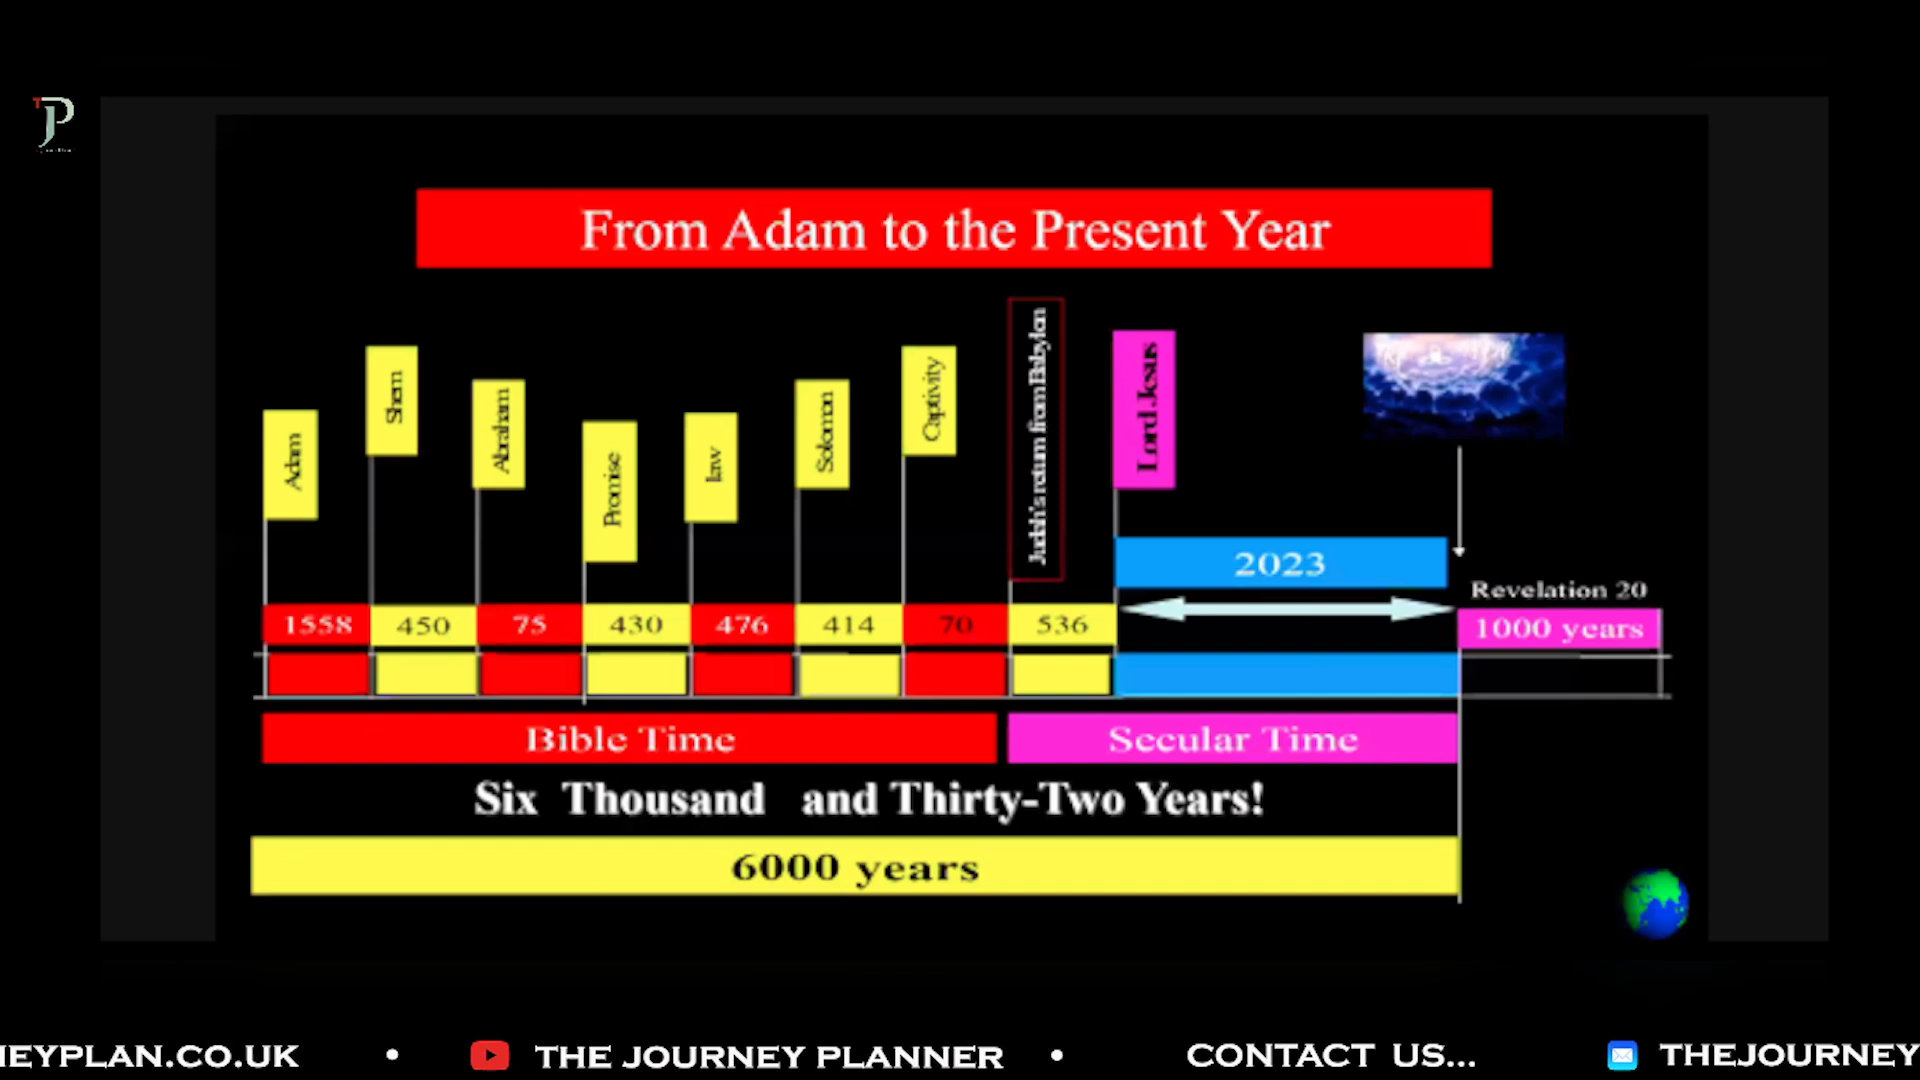 From Adam to the Present Year
Adam
Shem
Abraham
Promise
Law
Solomon
Captivity
Judah's return from Babylon
Lord Jesus
2023
Revelation 20
1558
450
75
430
476
414
70
536
1000 years
Bible Time
Secular Time
Six Thousand and Thirty-Two Years!
6000 years
HEYPLAN.CO.UK • THE JOURNEY PLANNER • CONTACT US... THEJOURNEY